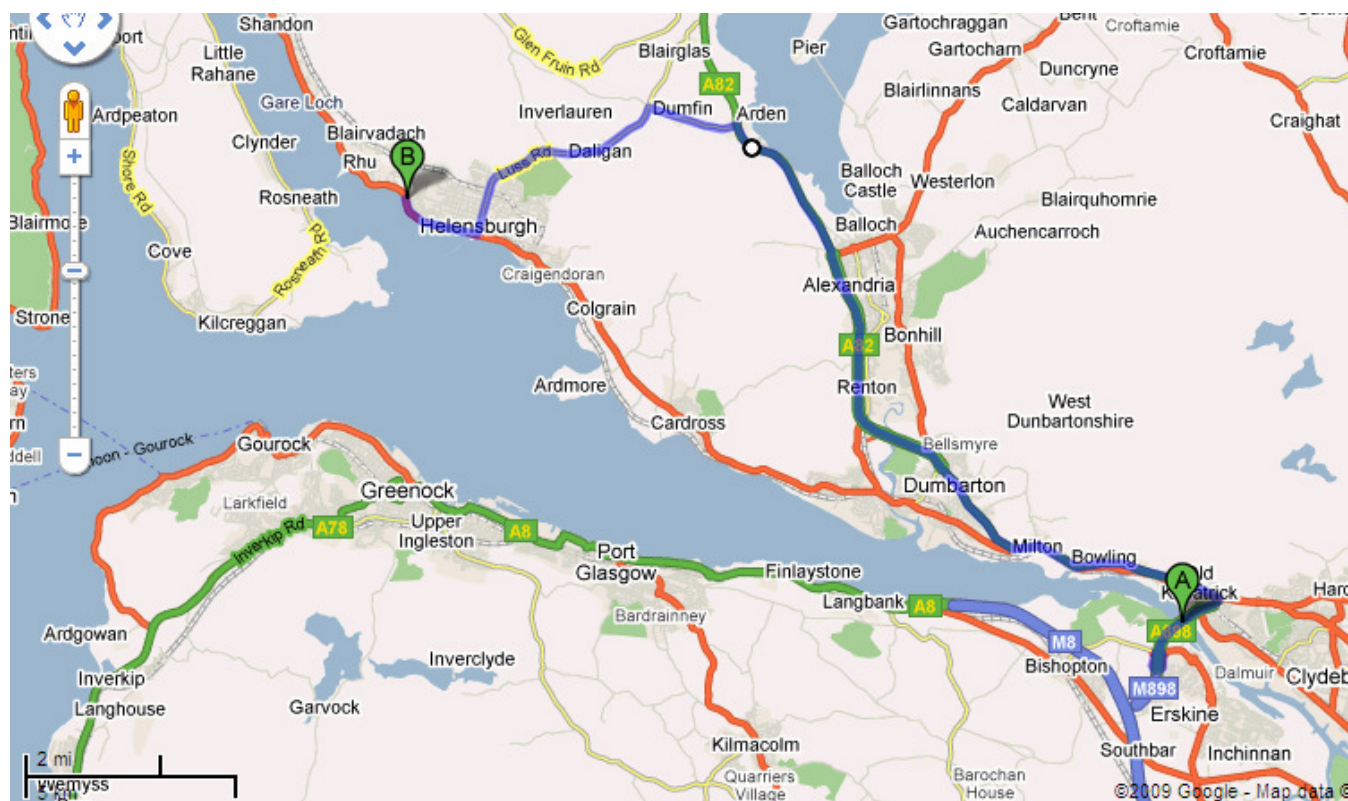 Shandon
Little
Rahane
Gare Loch
Ardpeaton
Clynder
Blairvadach
Rhu
B
Rosneath
Shore Rd
Rosneath Rd
Blairmore
Cove
Kilcreggan
Strone
Helensburgh
Craigendoran
Colgrain
Ardmore
Cardross
Glen Fruin Rd
Blairglas
A82
Inverlauren
Dumfin
Arden
Luss Rd
Daligan
Pier
Gartochraggan
Gartocharn
Croftamie
Croftamie
Duncryne
Blairlinnans
Caldarvan
Craighat
Balloch
Castle
Westerlon
Blairquhomrie
Balloch
Auchencarroch
Alexandria
A82
Bonhill
Renton
West
Dunbartonshire
Bellsmyre
Dumbarton
Milton
Bowling
A
Kilpatrick
A898
Dalmuir
M898
Erskine
Inchinnan
Southbar
Bishopton
M8
Langbank
A8
Finlaystone
Port
Glasgow
Bardrainney
A8
Greenock
Upper
Ingleston
Gourock
Larkfield
A78
Inverkip Rd
Ardgowan
Inverkip
Langhouse
Inverclyde
Garvock
Kilmacolm
Quarriers
Village
Barochan
House
2 mi
Wemyss
©2009 Google - Map data ©